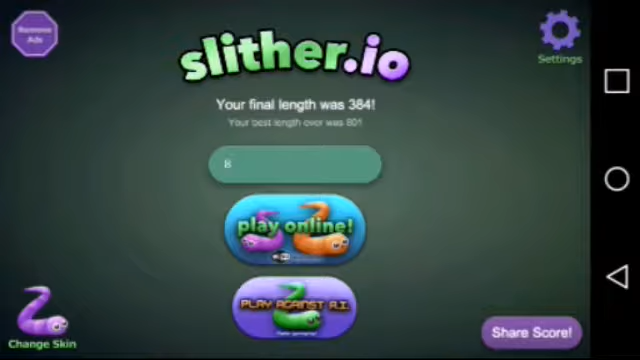 Remove
Ads
slither.io
Settings
Your final length was 384!
Your best length ever was 801
8
play online!
PLAY AGAINST A.I.
Change Skin
Share Score!